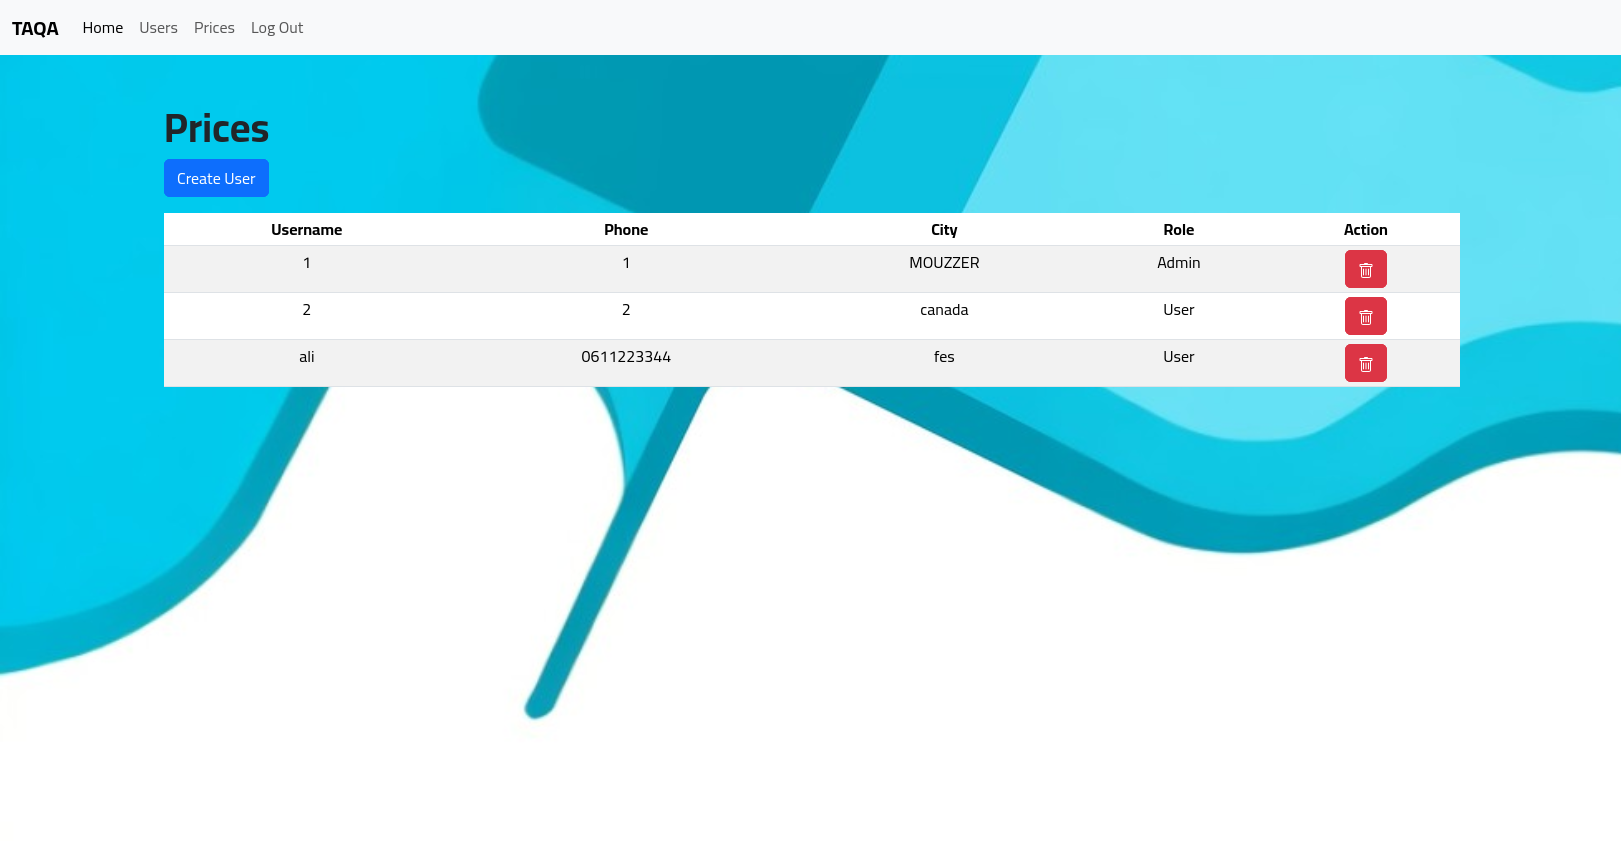 TAQA Home Users Prices Log Out
Prices
Create User
Username Phone City Role Action
1 1 MOUZZER Admin
2 2 canada User
ali 0611223344 fes User